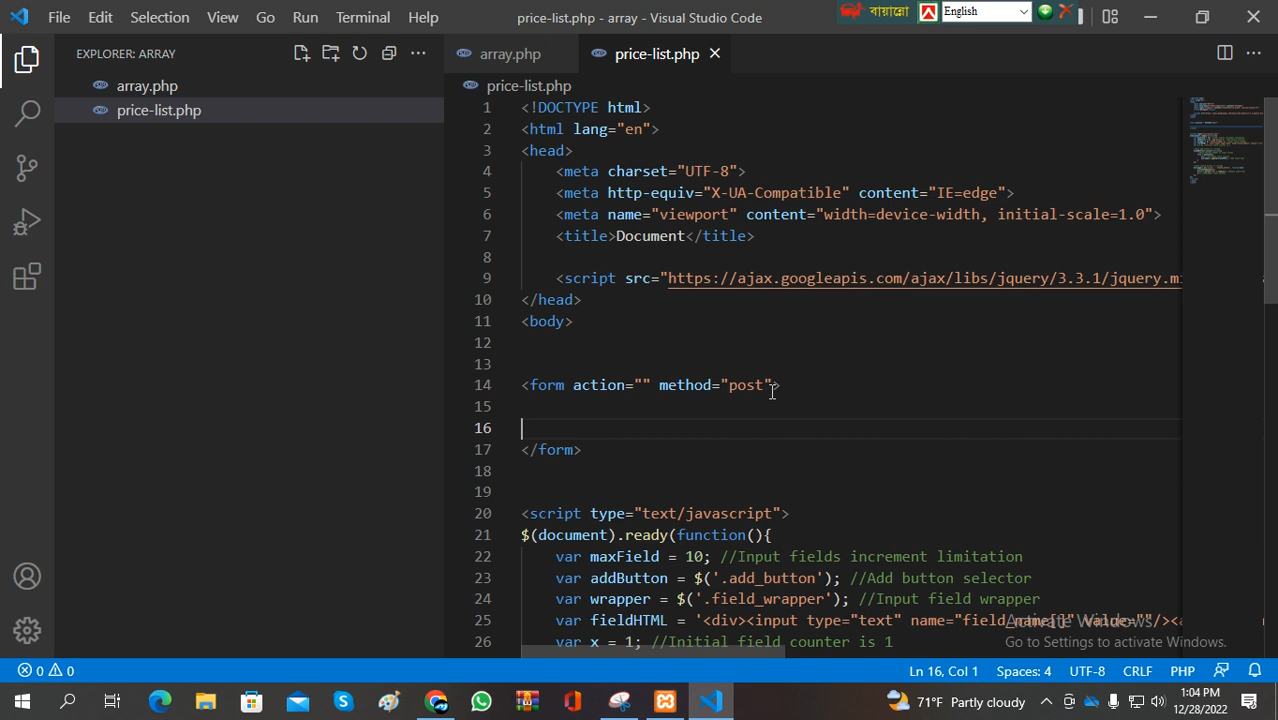 File Edit Selection View Go Run Terminal Help price-list.php - array - Visual Studio Code বায়ান্নো English
EXPLORER: ARRAY
array.php
price-list.php
array.php price-list.php
price-list.php
1 <!DOCTYPE html>
2 <html lang="en">
3 <head>
4 <meta charset="UTF-8">
5 <meta http-equiv="X-UA-Compatible" content="IE=edge">
6 <meta name="viewport" content="width=device-width, initial-scale=1.0">
7 <title>Document</title>
8
9 <script src="https://ajax.googleapis.com/ajax/libs/jquery/3.3.1/jquery.mi
10 </head>
11 <body>
12
13
14 <form action="" method="post">
15
16
17 </form>
18
19
20 <script type="text/javascript">
21 $(document).ready(function(){
22 var maxField = 10; //Input fields increment limitation
23 var addButton = $('.add_button'); //Add button selector
24 var wrapper = $('.field_wrapper'); //Input field wrapper
25 var fieldHTML = '<div><input type="text" name="field_name[]" value=""/><a
26 var x = 1; //Initial field counter is 1
Activate Windows
Go to Settings to activate Windows.
0 0 Ln 16, Col 1 Spaces: 4 UTF-8 CRLF PHP
71°F Partly cloudy 1:04 PM
12/28/2022